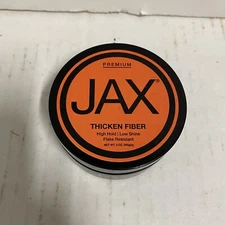 PREMIUM
JAX®
THICKEN FIBER
High Hold | Low Shine
Flake Resistant